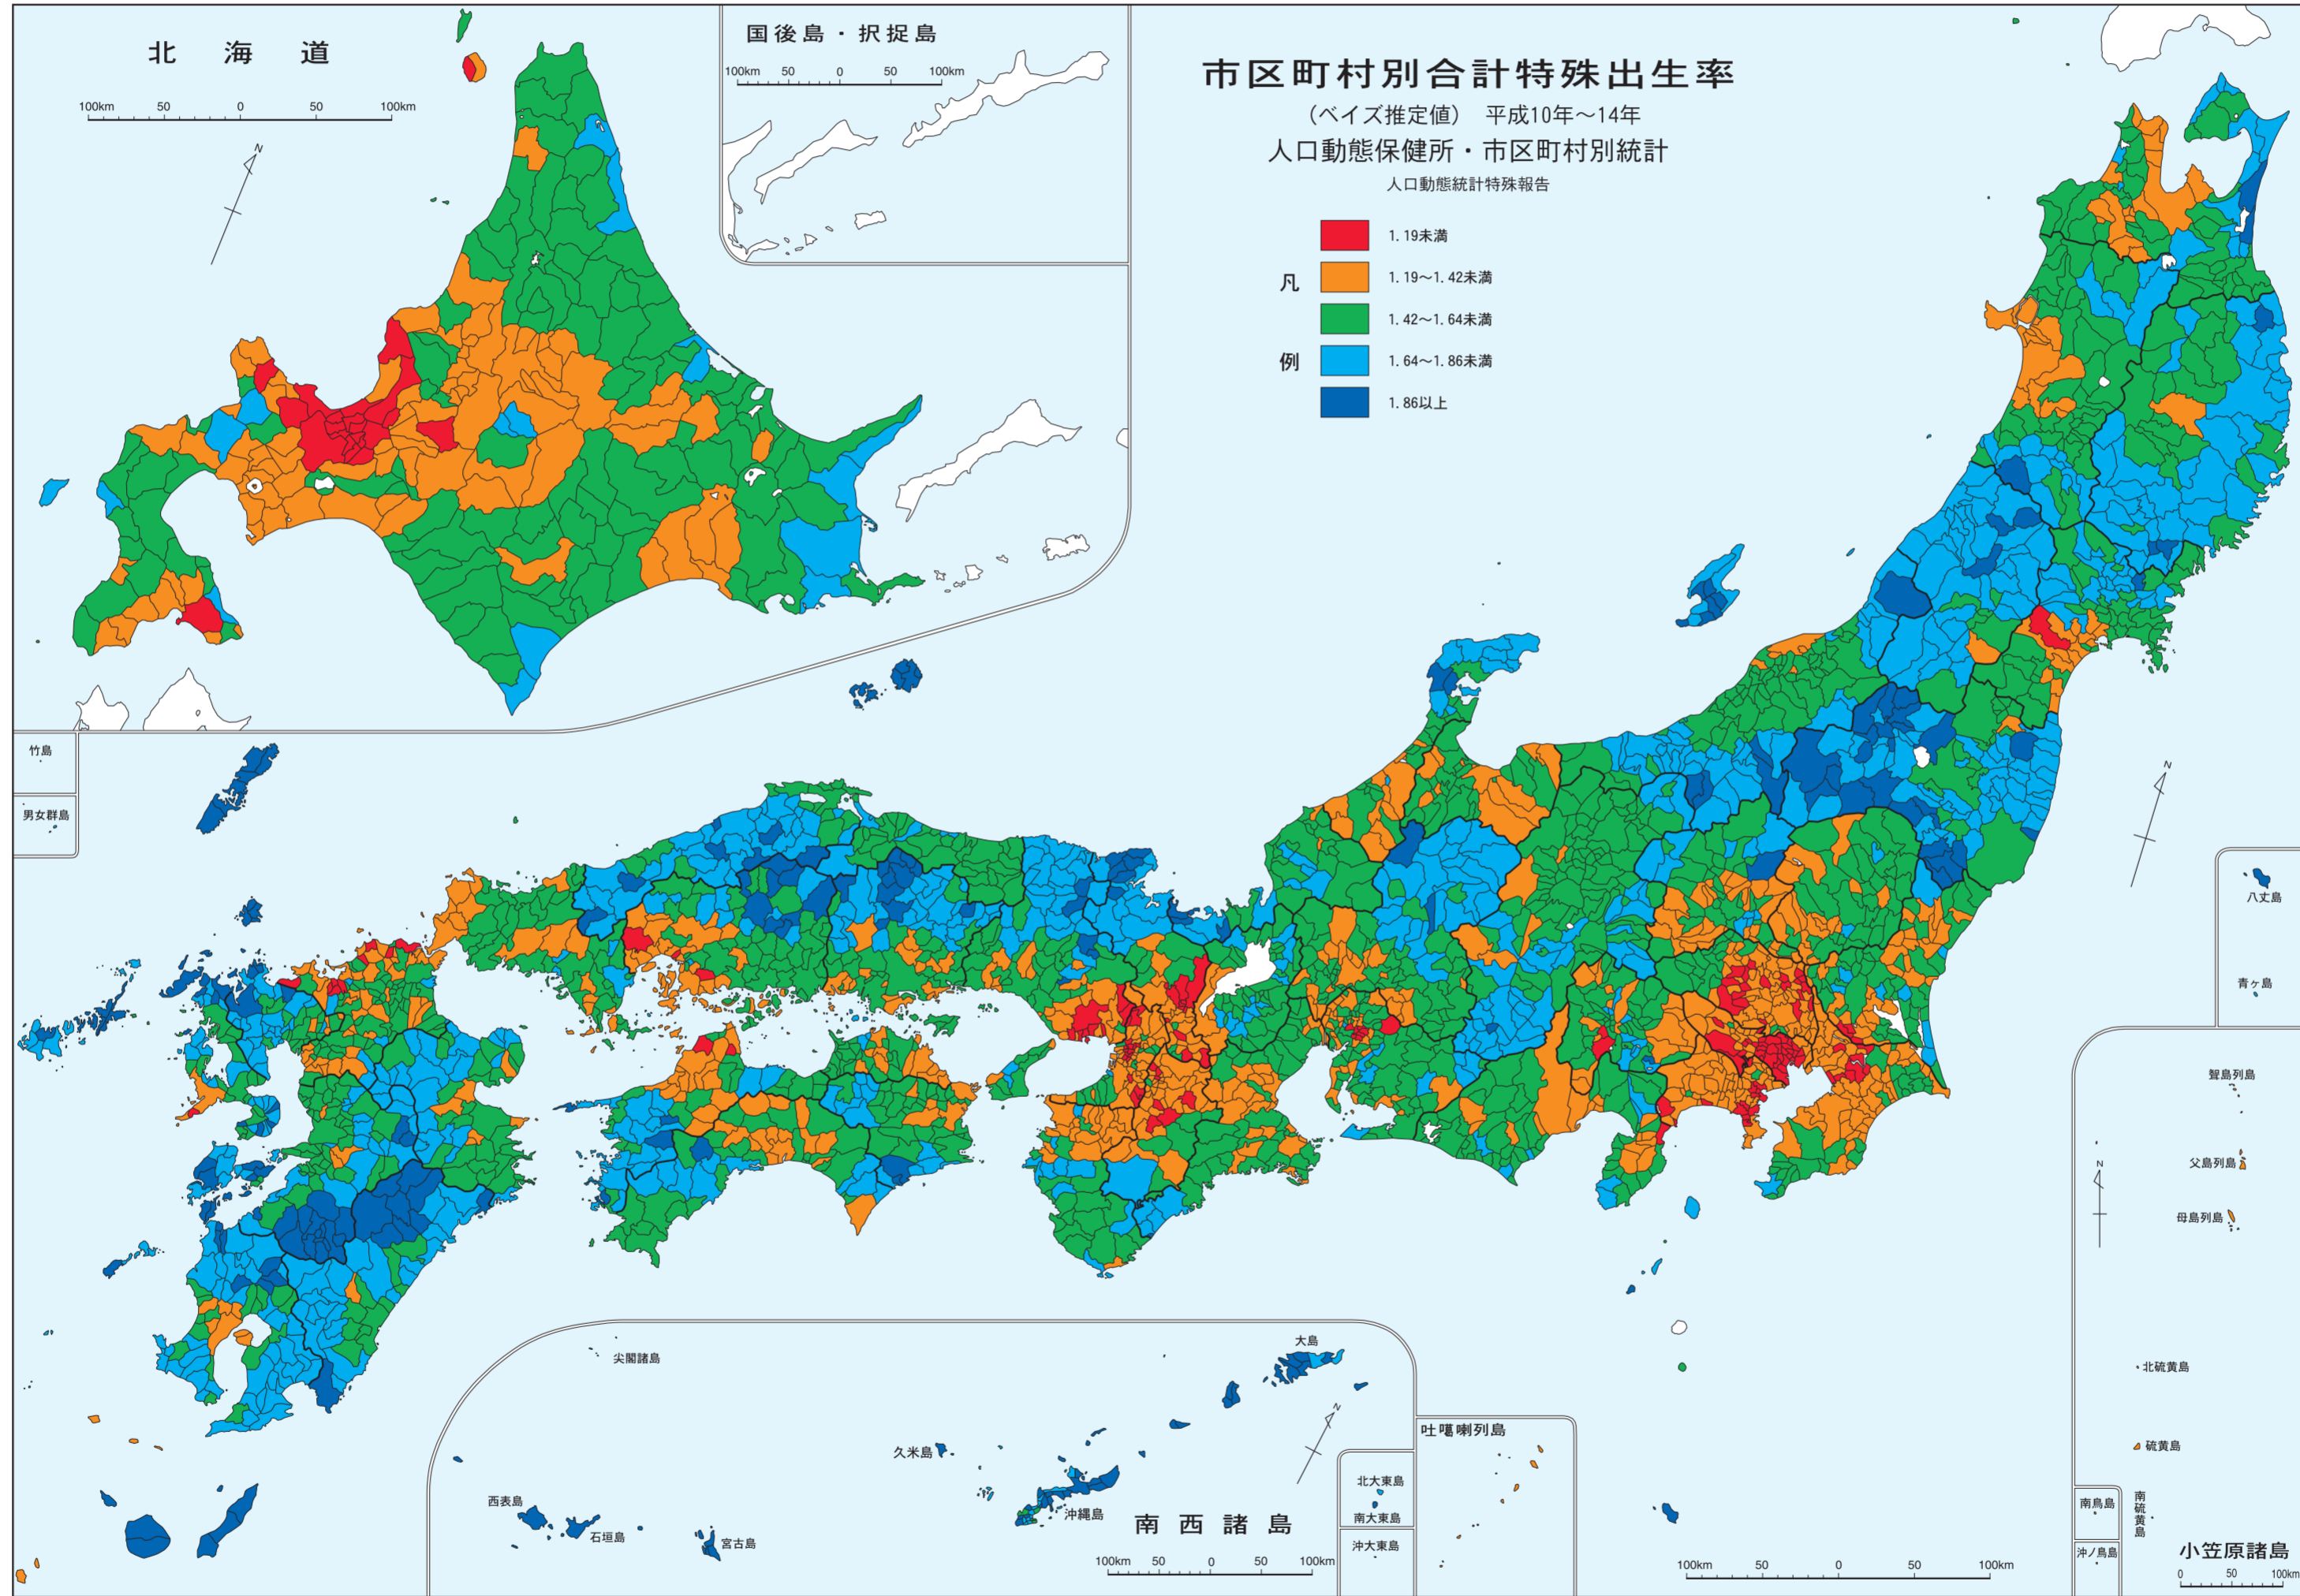 北海道
100km 50 0 50 100km
N
国後島・択捉島
100km 50 0 50 100km
市区町村別合計特殊出生率
（ベイズ推定値） 平成10年～14年
人口動態保健所・市区町村別統計
人口動態統計特殊報告
凡例
1.19未満
1.19～1.42未満
1.42～1.64未満
1.64～1.86未満
1.86以上
竹島
男女群島
N
八丈島
青ヶ島
聟島列島
N
父島列島
母島列島
北硫黄島
硫黄島
南硫黄島
南鳥島
沖ノ鳥島
小笠原諸島
0 50 100km
尖閣諸島
大島
N
久米島
西表島
石垣島
宮古島
沖縄島
南西諸島
100km 50 0 50 100km
吐噶喇列島
北大東島
南大東島
沖大東島
100km 50 0 50 100km